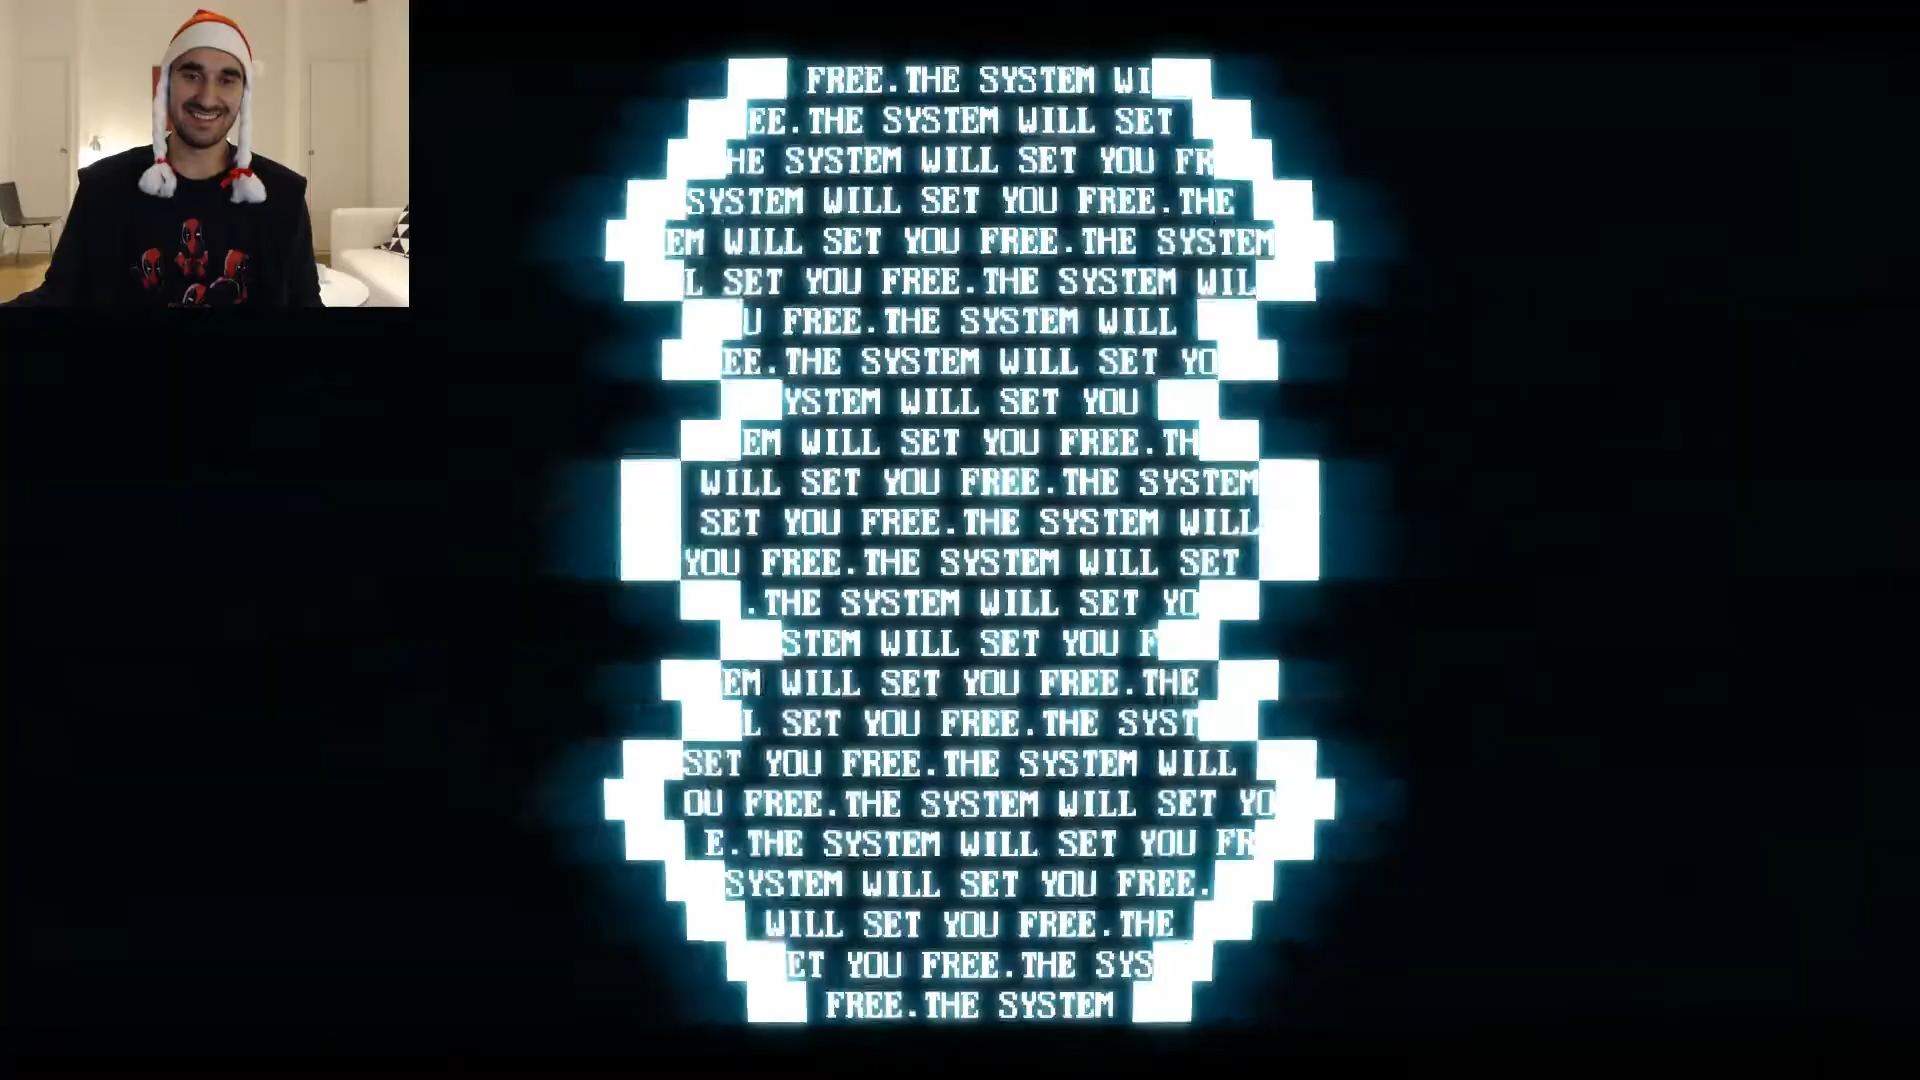 FREE.THE SYSTEM WI
EE.THE SYSTEM WILL SET
HE SYSTEM WILL SET YOU FR
SYSTEM WILL SET YOU FREE.THE
EM WILL SET YOU FREE.THE SYSTEM
L SET YOU FREE.THE SYSTEM WIL
U FREE.THE SYSTEM WILL
EE.THE SYSTEM WILL SET YO
YSTEM WILL SET YOU
EM WILL SET YOU FREE.TH
WILL SET YOU FREE.THE SYSTEM
SET YOU FREE.THE SYSTEM WILL
YOU FREE.THE SYSTEM WILL SET
.THE SYSTEM WILL SET YO
STEM WILL SET YOU F
EM WILL SET YOU FREE.THE
L SET YOU FREE.THE SYST
SET YOU FREE.THE SYSTEM WILL
OU FREE.THE SYSTEM WILL SET YO
E.THE SYSTEM WILL SET YOU FR
SYSTEM WILL SET YOU FREE.
WILL SET YOU FREE.THE
ET YOU FREE.THE SYS
FREE.THE SYSTEM